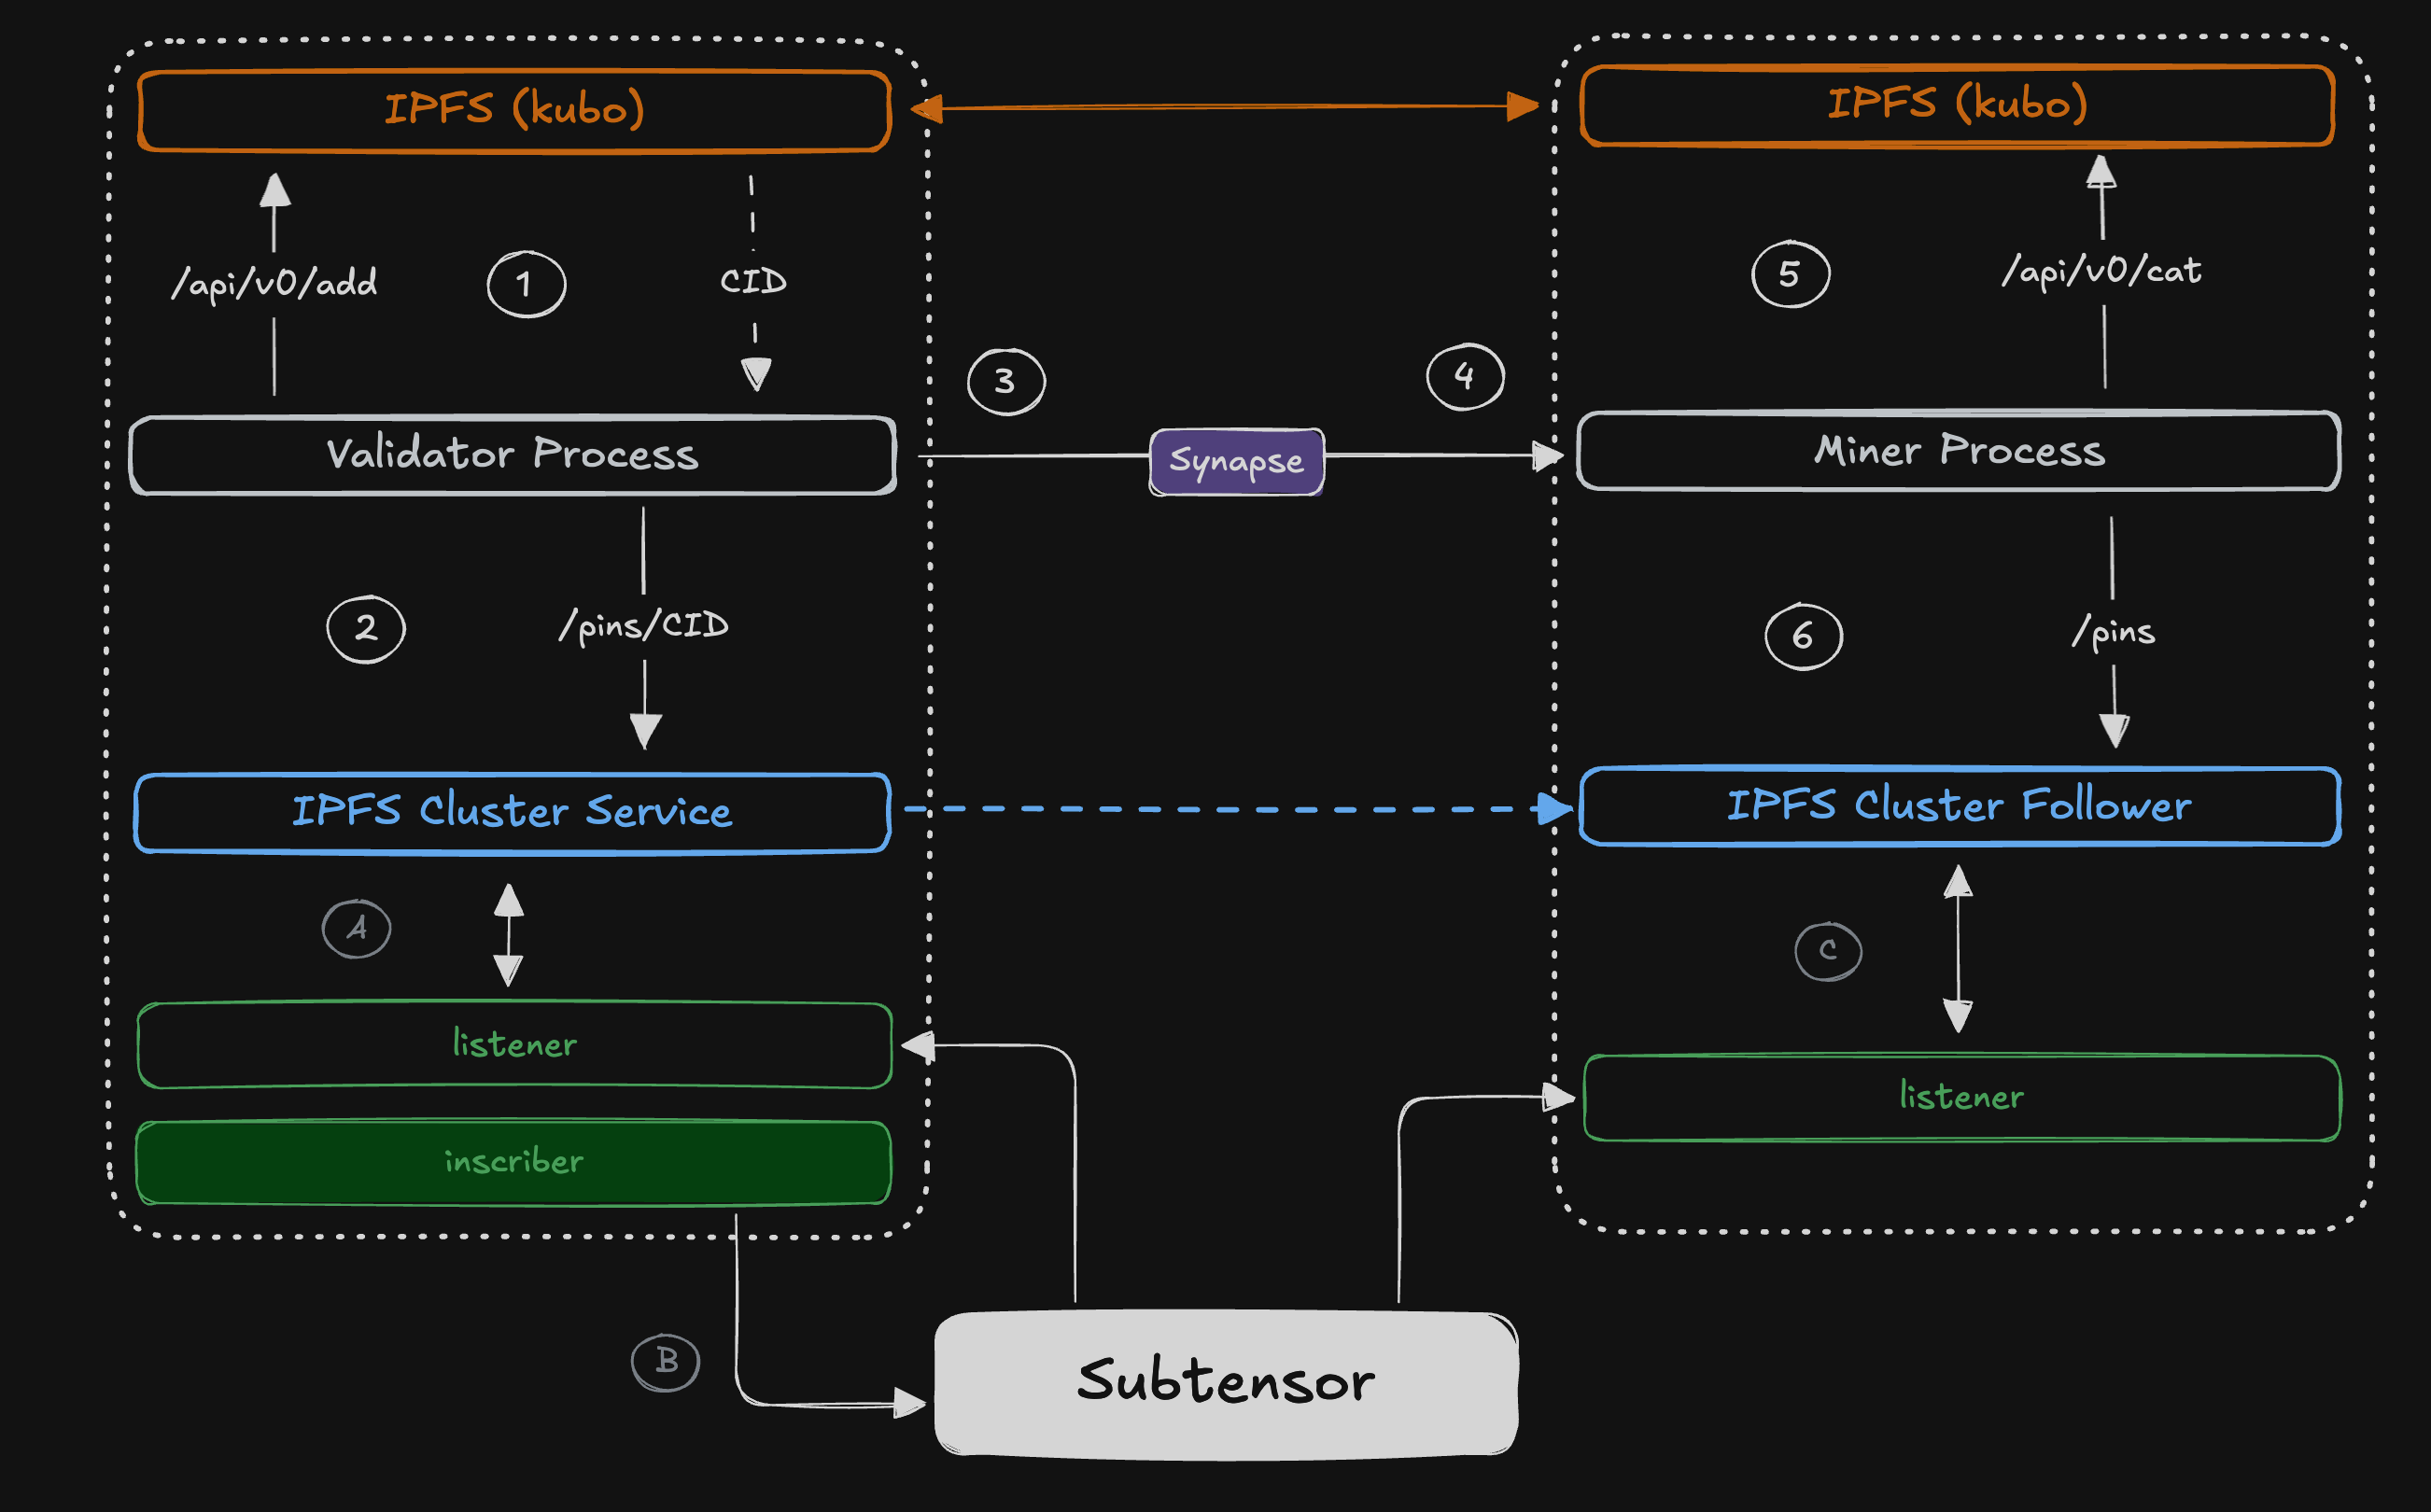 IPFS (kubo)
IPFS (kubo)
/api/v0/add
1
CID
5
/api/v0/cat
3
4
Validator Process
Synapse
Miner Process
2
/pins/CID
6
/pins
IPFS Cluster Service
IPFS Cluster Follower
A
C
listener
listener
inscriber
B
Subtensor